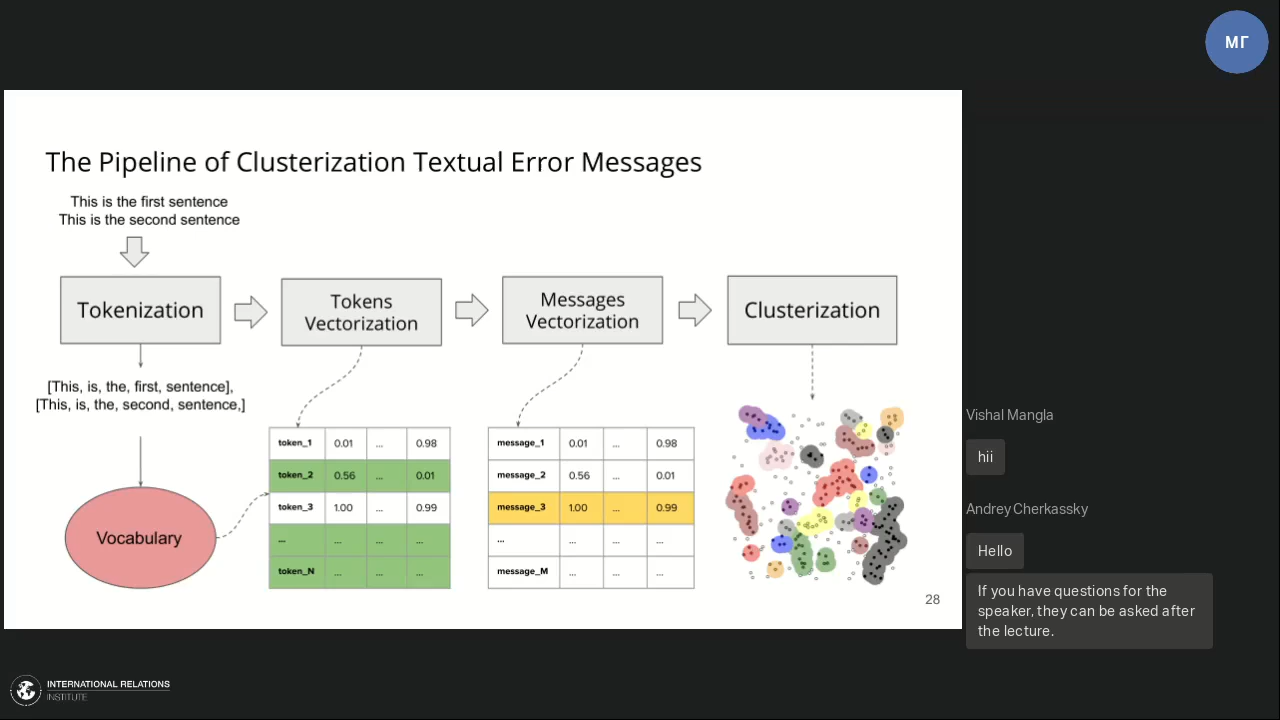 МГ
The Pipeline of Clusterization Textual Error Messages
This is the first sentence
This is the second sentence
Tokenization
Tokens
Vectorization
Messages
Vectorization
Clusterization
[This, is, the, first, sentence],
[This, is, the, second, sentence,]
Vocabulary
token_1 0.01 ... 0.98
token_2 0.56 ... 0.01
token_3 1.00 ... 0.99
... ... ... ...
token_N ... ... ...
message_1 0.01 ... 0.98
message_2 0.56 ... 0.01
message_3 1.00 ... 0.99
... ... ... ...
message_M ... ... ...
28
Vishal Mangla
hii
Andrey Cherkassky
Hello
If you have questions for the
speaker, they can be asked after
the lecture.
INTERNATIONAL RELATIONS
INSTITUTE